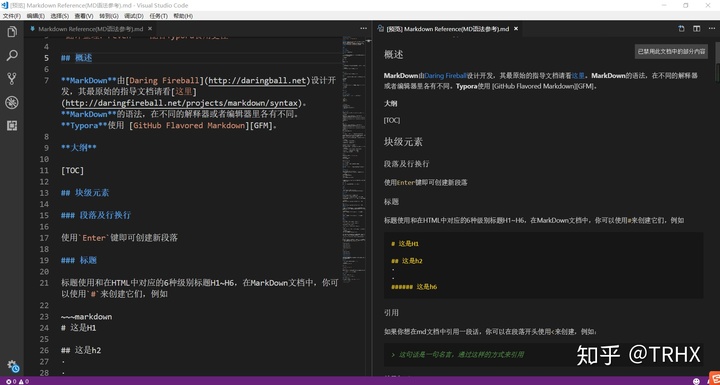 [预览] Markdown Reference(MD语法参考).md - Visual Studio Code
文件(F) 编辑(E) 选择(S) 查看(V) 转到(G) 调试(D) 任务(T) 帮助(H)
Markdown Reference(MD语法参考).md ×
5 ## 概述
6
7 **MarkDown**由[Daring Fireball](http://daringball.net)设计开
发，其最原始的指导文档请看[这里]
(http://daringfireball.net/projects/markdown/syntax)。
**MarkDown**的语法，在不同的解释器或者编辑器里各有不同。
**Typora**使用 [GitHub Flavored Markdown][GFM]。
8
9 **大纲**
10
11 [TOC]
12
13 ## 块级元素
14
15 ### 段落及行换行
16
17 使用`Enter`键即可创建新段落
18
19 ### 标题
20
21 标题使用和在HTML中对应的6种级别标题H1~H6，在MarkDown文档中，你可
以使用`#`来创建它们，例如
22
23 ~~~markdown
24 # 这是H1
25
26 ## 这是h2
27 .
28 .
[预览] Markdown Reference(MD语法参考).md ×
已禁用此文档中的部分内容
概述
MarkDown由Daring Fireball设计开发，其最原始的指导文档请看这里。MarkDown的语法，在不同的解释器
或者编辑器里各有不同。Typora使用 [GitHub Flavored Markdown][GFM]。
大纲
[TOC]
块级元素
段落及行换行
使用Enter键即可创建新段落
标题
标题使用和在HTML中对应的6种级别标题H1~H6，在MarkDown文档中，你可以使用#来创建它们，例如
# 这是H1
## 这是h2
.
.
###### 这是h6
引用
如果你想在md文档中引用一段话，你可以在段落开头使用<来创建，例如：
> 这句话是一句名言，通过这样的方式来引用
知乎 @TRHX
0 0